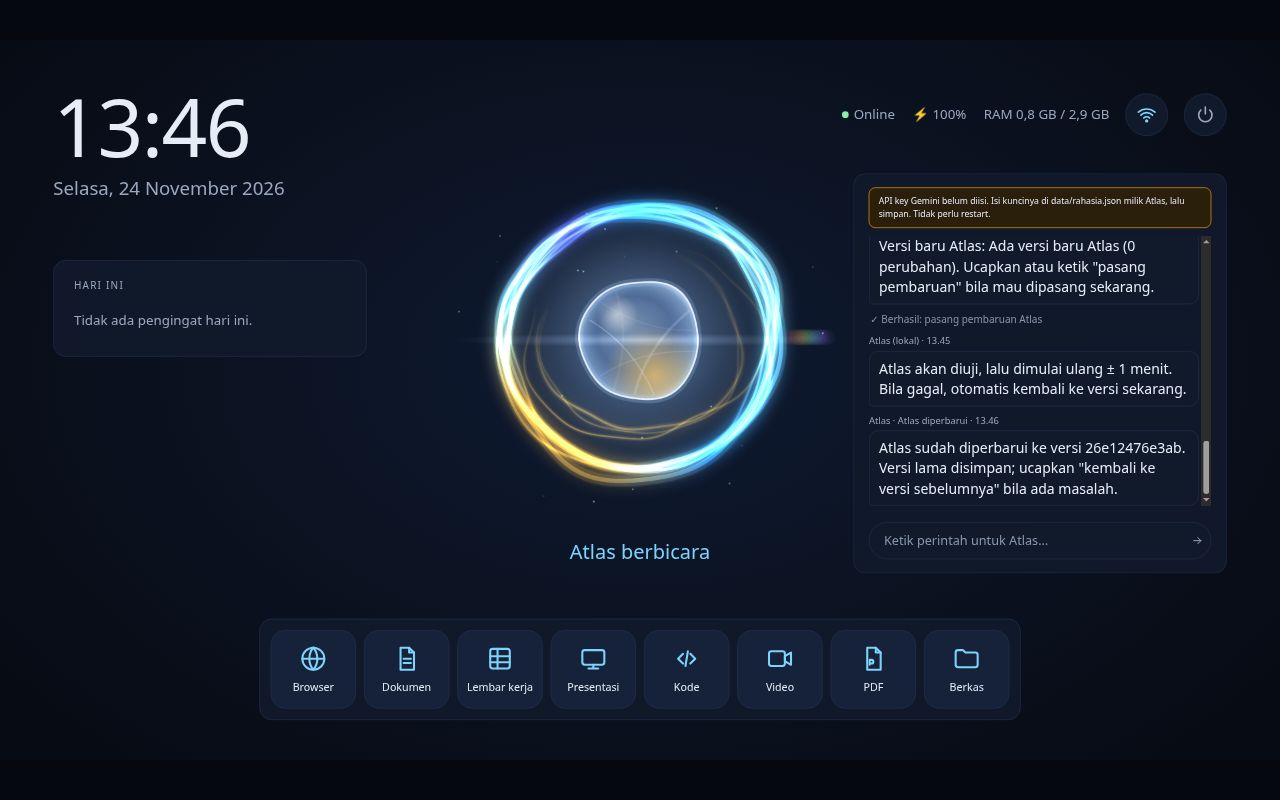 13:46
Selasa, 24 November 2026
Online
100%
RAM 0,8 GB / 2,9 GB
HARI INI
Tidak ada pengingat hari ini.
Atlas berbicara
API key Gemini belum diisi. Isi kuncinya di data/rahasia.json milik Atlas, lalu
simpan. Tidak perlu restart.
Versi baru Atlas: Ada versi baru Atlas (0
perubahan). Ucapkan atau ketik "pasang
pembaruan" bila mau dipasang sekarang.
✓ Berhasil: pasang pembaruan Atlas
Atlas (lokal) · 13.45
Atlas akan diuji, lalu dimulai ulang ± 1 menit.
Bila gagal, otomatis kembali ke versi sekarang.
Atlas · Atlas diperbarui · 13.46
Atlas sudah diperbarui ke versi 26e12476e3ab.
Versi lama disimpan; ucapkan "kembali ke
versi sebelumnya" bila ada masalah.
Ketik perintah untuk Atlas...
Browser
Dokumen
Lembar kerja
Presentasi
Kode
Video
PDF
Berkas